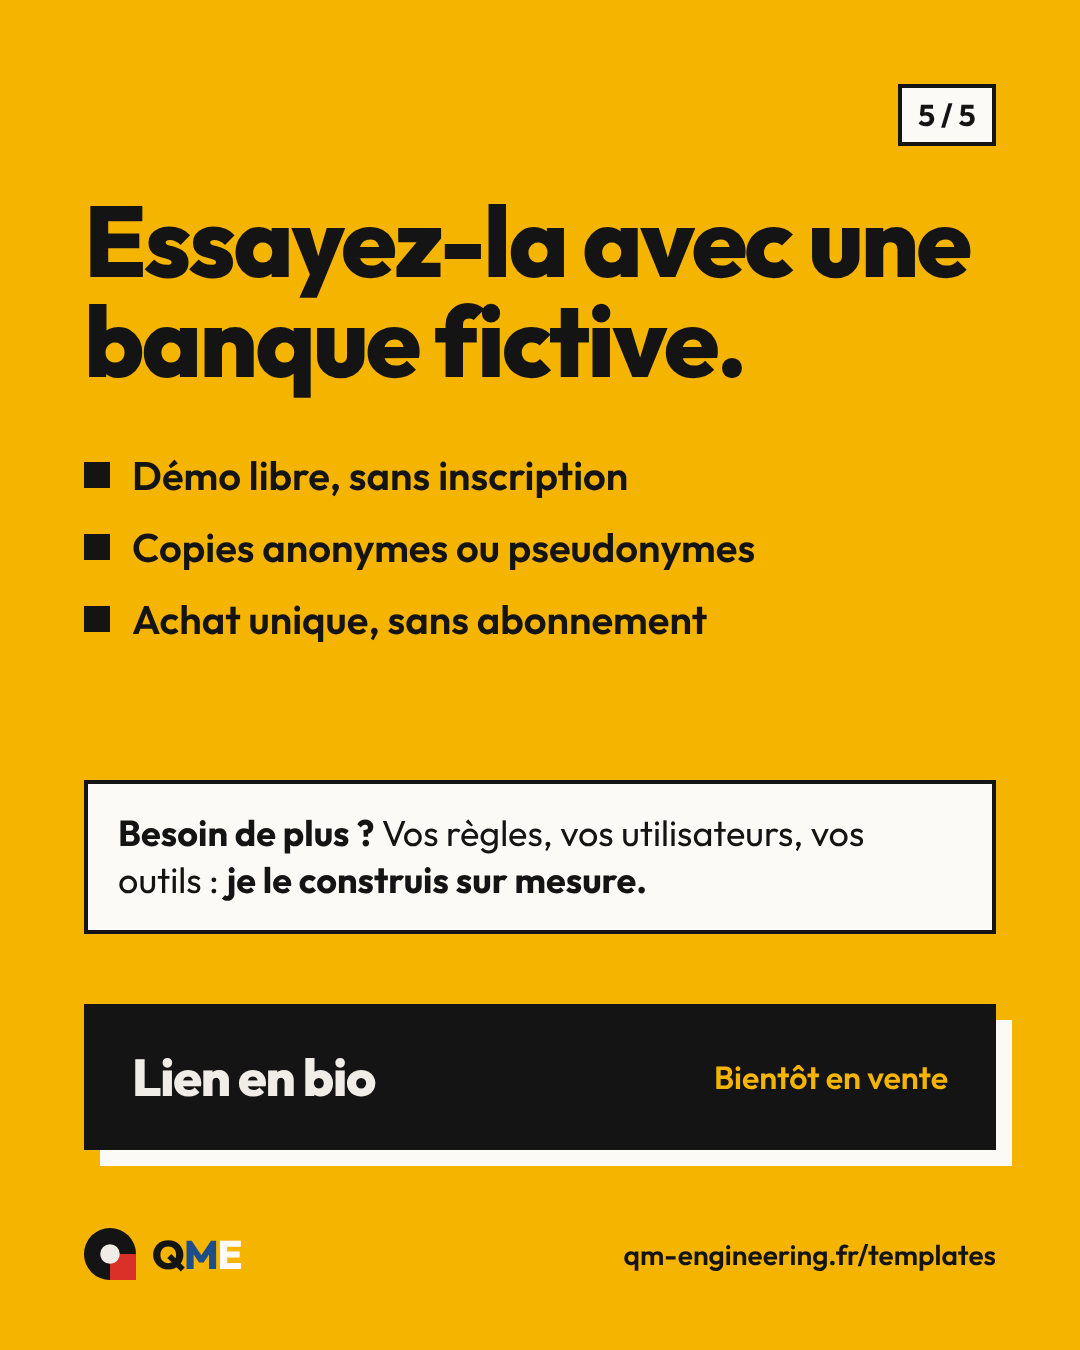 5 / 5
Essayez-la avec une
banque fictive.
Démo libre, sans inscription
Copies anonymes ou pseudonymes
Achat unique, sans abonnement
Besoin de plus ? Vos règles, vos utilisateurs, vos
outils : je le construis sur mesure.
Lien en bio
Bientôt en vente
QME
qm-engineering.fr/templates